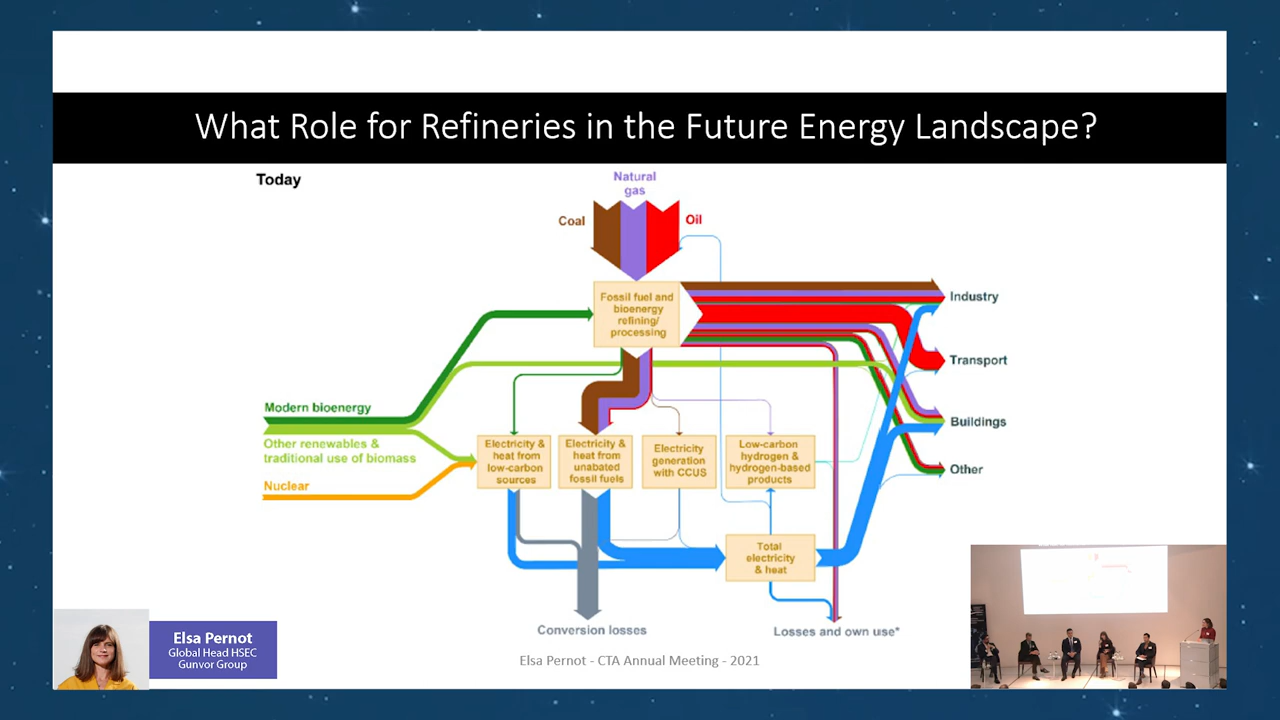 What Role for Refineries in the Future Energy Landscape?
Today
Natural
gas
Coal
Oil
Fossil fuel and
bioenergy
refining/
processing
Industry
Transport
Buildings
Other
Modern bioenergy
Other renewables &
traditional use of biomass
Nuclear
Electricity &
heat from
low-carbon
sources
Electricity &
heat from
unabated
fossil fuels
Electricity
generation
with CCUS
Low-carbon
hydrogen &
hydrogen-based
products
Total
electricity
& heat
Conversion losses
Losses and own use*
Elsa Pernot - CTA Annual Meeting - 2021
Elsa Pernot
Global Head HSEC
Gunvor Group